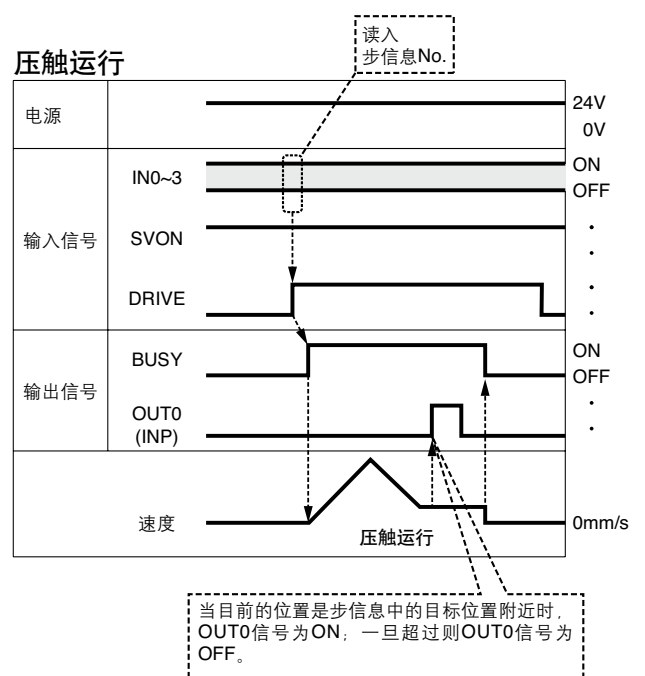 读入
步信息No.
压触运行
电源
24V
0V
输入信号
IN0~3
ON
OFF
SVON
DRIVE
输出信号
BUSY
ON
OFF
OUT0
(INP)
速度
压触运行
0mm/s
当目前的位置是步信息中的目标位置附近时，
OUT0信号为ON；一旦超过则OUT0信号为
OFF。